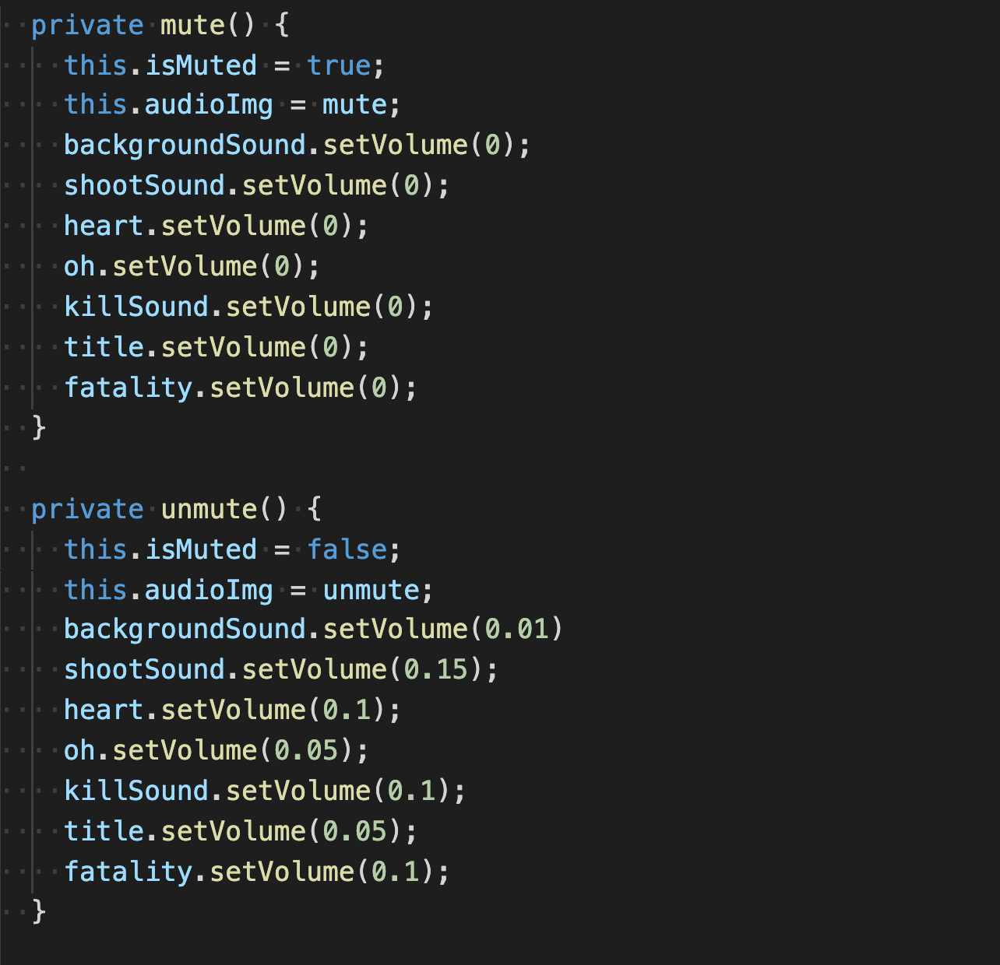 private mute() {
this.isMuted = true;
this.audioImg = mute;
backgroundSound.setVolume(0);
shootSound.setVolume(0);
heart.setVolume(0);
oh.setVolume(0);
killSound.setVolume(0);
title.setVolume(0);
fatality.setVolume(0);
}
private unmute() {
this.isMuted = false;
this.audioImg = unmute;
backgroundSound.setVolume(0.01)
shootSound.setVolume(0.15);
heart.setVolume(0.1);
oh.setVolume(0.05);
killSound.setVolume(0.1);
title.setVolume(0.05);
fatality.setVolume(0.1);
}